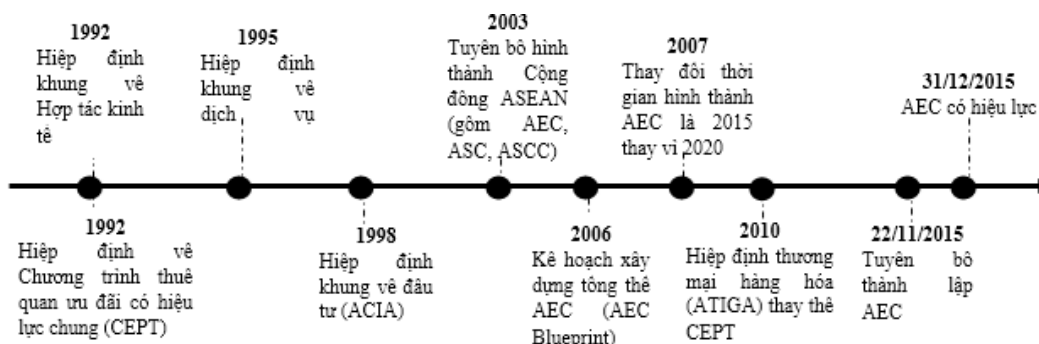 1992
Hiệp định
khung về
Hợp tác kinh
tế
1995
Hiệp định
khung về
dịch vụ
2003
Tuyên bố hình
thành Cộng
đồng ASEAN
(gồm AEC,
ASC, ASCC)
2007
Thay đổi thời
gian hình thành
AEC là 2015
thay vì 2020
31/12/2015
AEC có hiệu lực
1992
Hiệp định về
Chương trình thuế
quan ưu đãi có hiệu
lực chung (CEPT)
1998
Hiệp định
khung về đầu
tư (ACIA)
2006
Kế hoạch xây
dựng tổng thể
AEC (AEC
Blueprint)
2010
Hiệp định thương
mại hàng hóa
(ATIGA) thay thế
CEPT
22/11/2015
Tuyên bố
thành lập
AEC